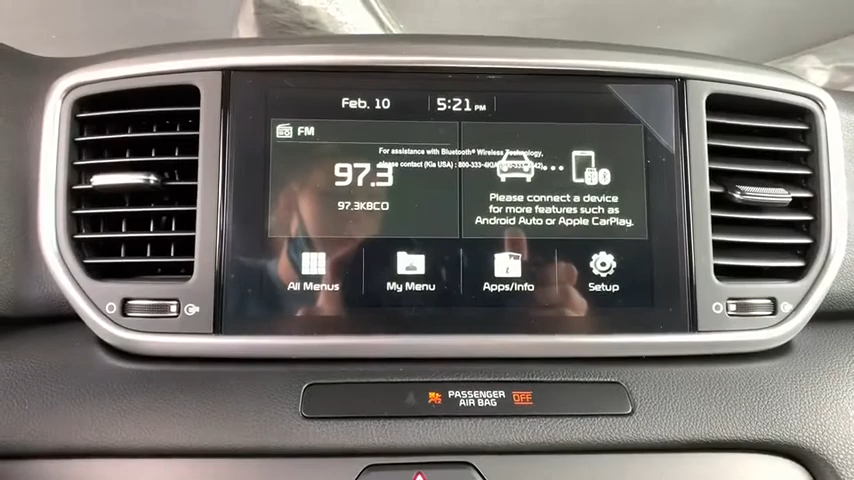 Feb. 10
5:21 PM
FM
For assistance with Bluetooth® Wireless Technology,
please contact (Kia USA) : 800-333-4KIA
97.3
97.3KBCO
Please connect a device
for more features such as
Android Auto or Apple CarPlay.
All Menus
My Menu
Apps/Info
Setup
PASSENGER
AIR BAG
OFF